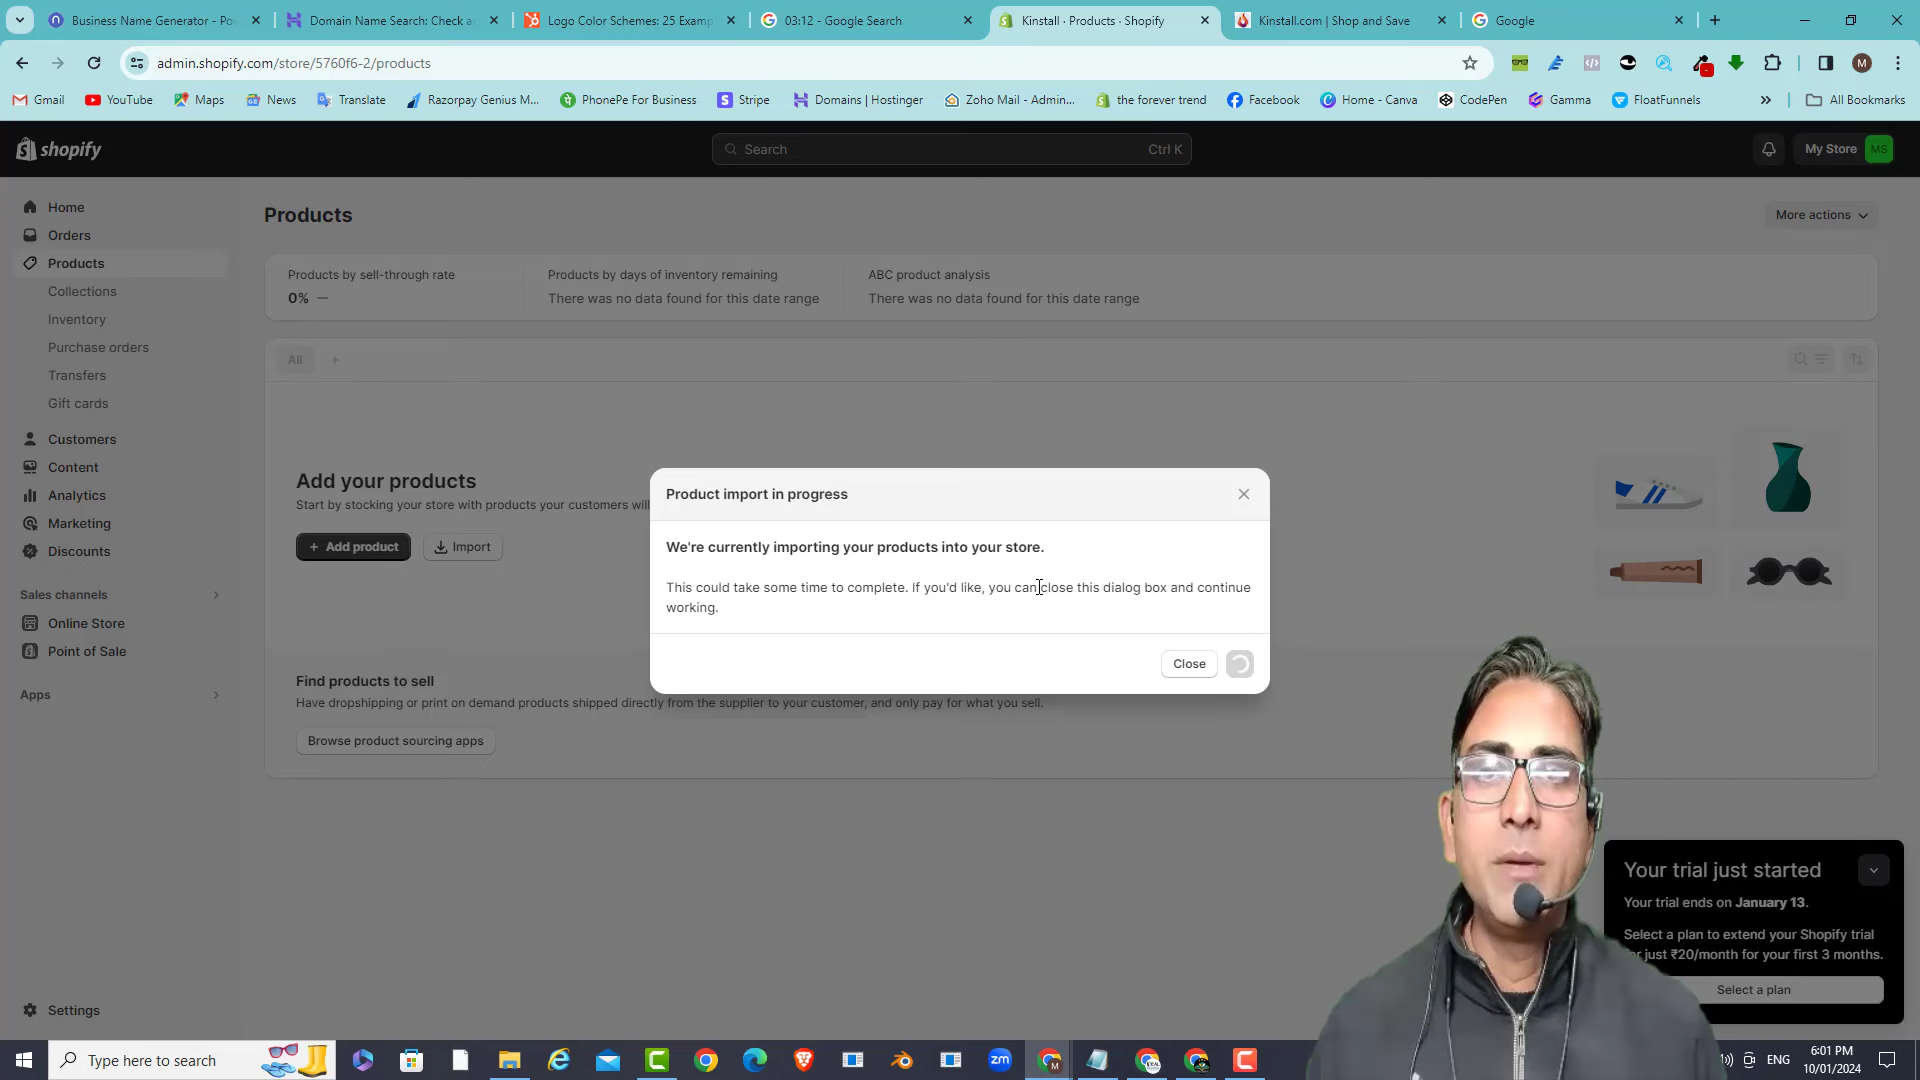 Business Name Generator - Po
Domain Name Search: Check a
Logo Color Schemes: 25 Examp
03:12 - Google Search
Kinstall · Products · Shopify
Kinstall.com | Shop and Save
Google
admin.shopify.com/store/5760f6-2/products
M
Gmail
YouTube
Maps
News
Translate
Razorpay Genius M...
PhonePe For Business
Stripe
Domains | Hostinger
Zoho Mail - Admin...
the forever trend
Facebook
Home - Canva
CodePen
Gamma
FloatFunnels
All Bookmarks
shopify
Search
Ctrl K
My Store
MS
Home
Orders
Products
Collections
Inventory
Purchase orders
Transfers
Gift cards
Customers
Content
Analytics
Marketing
Discounts
Sales channels
Online Store
Point of Sale
Apps
Settings
Products
More actions
Products by sell-through rate
0% —
Products by days of inventory remaining
There was no data found for this date range
ABC product analysis
There was no data found for this date range
All
Add your products
Start by stocking your store with products your customers wil
+ Add product
Import
Product import in progress
We're currently importing your products into your store.
This could take some time to complete. If you'd like, you can close this dialog box and continue
working.
Close
Find products to sell
Have dropshipping or print on demand products shipped directly from the supplier to your customer, and only pay for what you sell.
Browse product sourcing apps
Your trial just started
Your trial ends on January 13.
Select a plan to extend your Shopify trial
just ₹20/month for your first 3 months.
Select a plan
Type here to search
zm
M
ENG
6:01 PM
10/01/2024